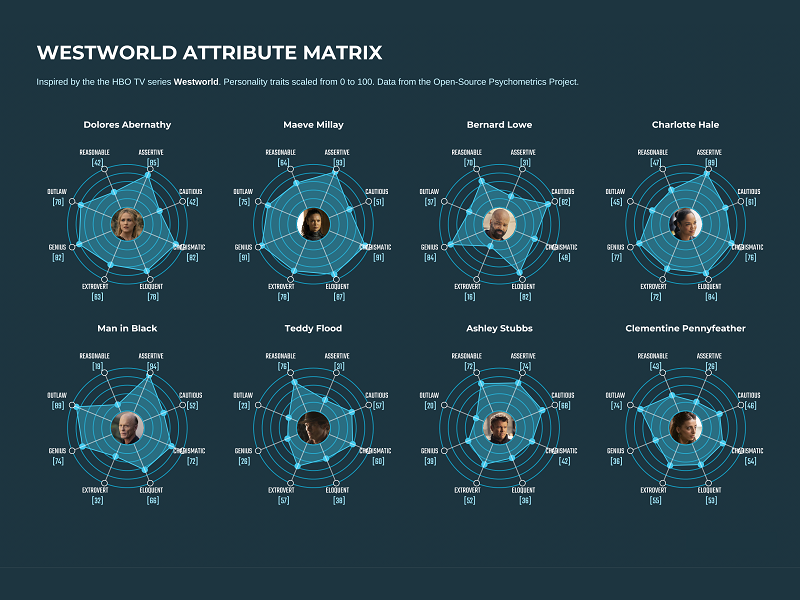 WESTWORLD ATTRIBUTE MATRIX
Inspired by the the HBO TV series Westworld. Personality traits scaled from 0 to 100. Data from the Open-Source Psychometrics Project.
Dolores Abernathy
REASONABLE [42]
ASSERTIVE [85]
OUTLAW [78]
CAUTIOUS [42]
GENIUS [82]
CHARISMATIC [82]
EXTROVERT [63]
ELOQUENT [78]
Maeve Millay
REASONABLE [64]
ASSERTIVE [93]
OUTLAW [75]
CAUTIOUS [51]
GENIUS [91]
CHARISMATIC [91]
EXTROVERT [78]
ELOQUENT [87]
Bernard Lowe
REASONABLE [70]
ASSERTIVE [31]
OUTLAW [37]
CAUTIOUS [82]
GENIUS [84]
CHARISMATIC [49]
EXTROVERT [16]
ELOQUENT [82]
Charlotte Hale
REASONABLE [47]
ASSERTIVE [89]
OUTLAW [45]
CAUTIOUS [61]
GENIUS [77]
CHARISMATIC [76]
EXTROVERT [72]
ELOQUENT [84]
Man in Black
REASONABLE [19]
ASSERTIVE [94]
OUTLAW [89]
CAUTIOUS [52]
GENIUS [74]
CHARISMATIC [72]
EXTROVERT [32]
ELOQUENT [66]
Teddy Flood
REASONABLE [76]
ASSERTIVE [31]
OUTLAW [23]
CAUTIOUS [57]
GENIUS [26]
CHARISMATIC [60]
EXTROVERT [57]
ELOQUENT [38]
Ashley Stubbs
REASONABLE [72]
ASSERTIVE [74]
OUTLAW [20]
CAUTIOUS [68]
GENIUS [39]
CHARISMATIC [42]
EXTROVERT [52]
ELOQUENT [36]
Clementine Pennyfeather
REASONABLE [43]
ASSERTIVE [26]
OUTLAW [74]
CAUTIOUS [46]
GENIUS [36]
CHARISMATIC [54]
EXTROVERT [55]
ELOQUENT [53]